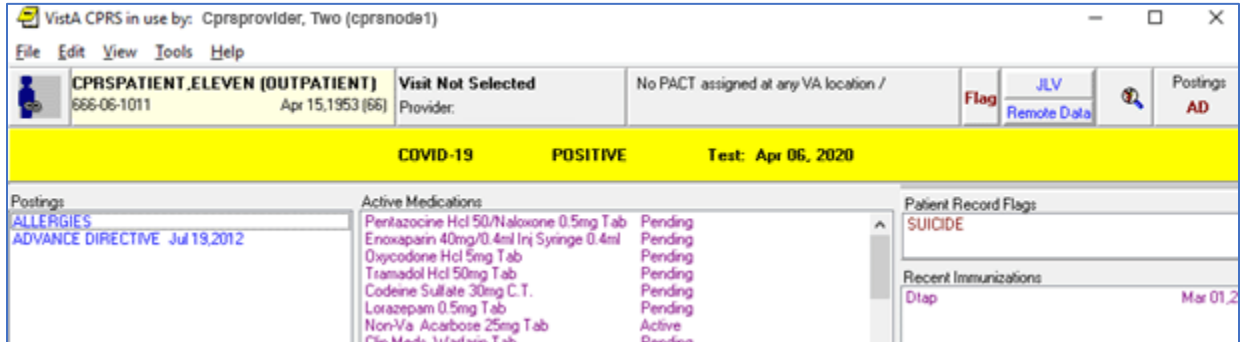 VistA CPRS in use by: Cprsprovider, Two (cprsnode1)
File Edit View Tools Help
CPRSPATIENT,ELEVEN (OUTPATIENT)
666-06-1011 Apr 15,1953 (66)
Visit Not Selected
Provider:
No PACT assigned at any VA location /
Flag
JLV
Remote Data
Postings
AD
COVID-19 POSITIVE Test: Apr 06, 2020
Postings
ALLERGIES
ADVANCE DIRECTIVE Jul 19,2012
Active Medications
Pentazocine Hcl 50/Naloxone 0.5mg Tab Pending
Enoxaparin 40mg/0.4ml Inj Syringe 0.4ml Pending
Oxycodone Hcl 5mg Tab Pending
Tramadol Hcl 50mg Tab Pending
Codeine Sulfate 30mg C.T. Pending
Lorazepam 0.5mg Tab Pending
Non-Va Acarbose 25mg Tab Active
Patient Record Flags
SUICIDE
Recent Immunizations
Dtap Mar 01,2